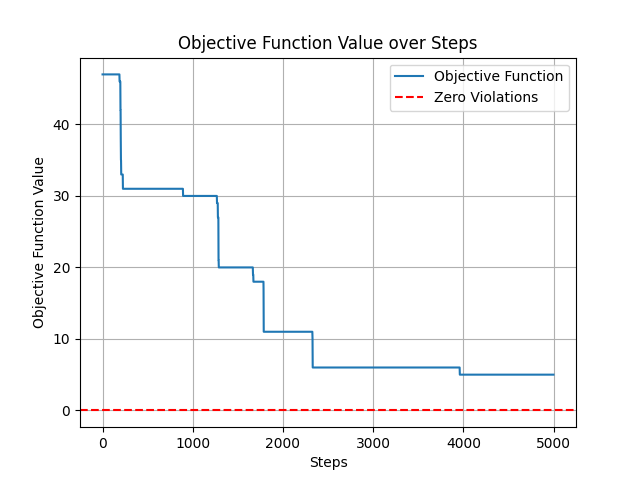 Objective Function Value over Steps
Objective Function
Zero Violations
Objective Function Value
40
30
20
10
0
0 1000 2000 3000 4000 5000
Steps